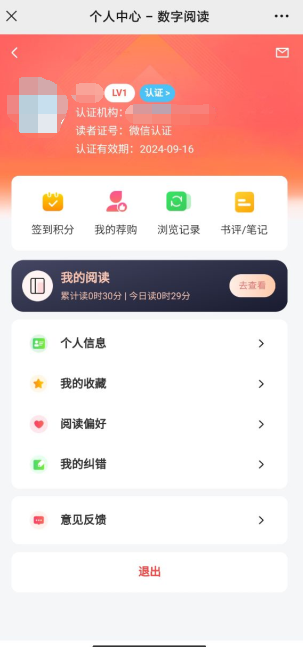 个人中心 – 数字阅读
LV1 认证 >
认证机构：
读者证号：微信认证
认证有效期：2024-09-16
签到积分 我的荐购 浏览记录 书评/笔记
我的阅读
累计读0时30分 | 今日读0时29分
去查看
个人信息
我的收藏
阅读偏好
我的纠错
意见反馈
退出